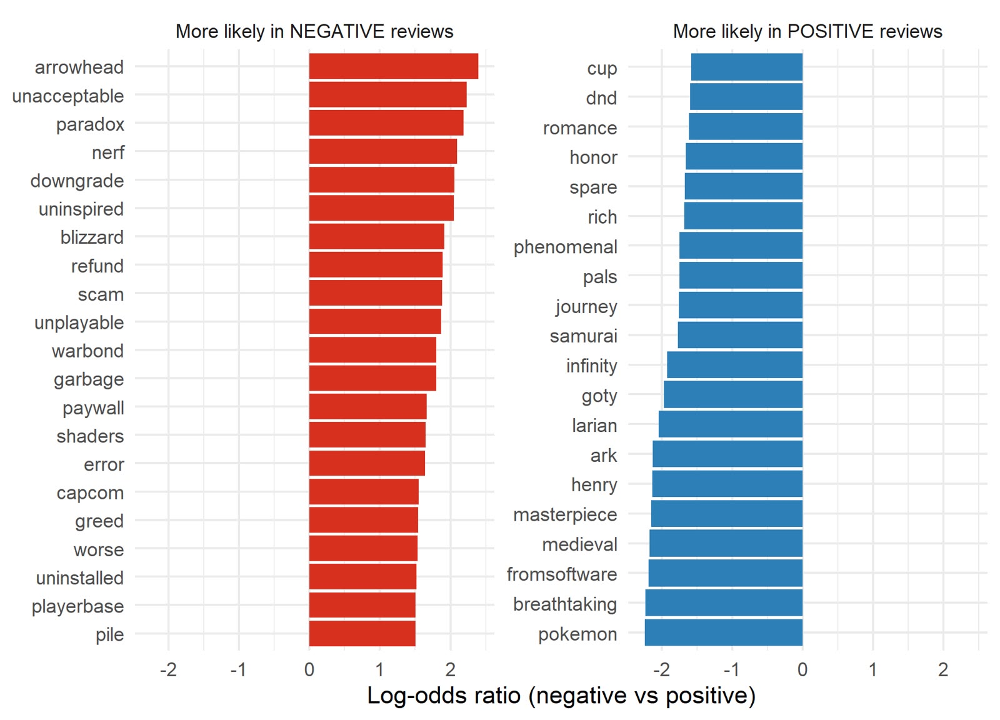 More likely in NEGATIVE reviews
arrowhead
unacceptable
paradox
nerf
downgrade
uninspired
blizzard
refund
scam
unplayable
warbond
garbage
paywall
shaders
error
capcom
greed
worse
uninstalled
playerbase
pile
-2 -1 0 1 2
More likely in POSITIVE reviews
cup
dnd
romance
honor
spare
rich
phenomenal
pals
journey
samurai
infinity
goty
larian
ark
henry
masterpiece
medieval
fromsoftware
breathtaking
pokemon
-2 -1 0 1 2
Log-odds ratio (negative vs positive)